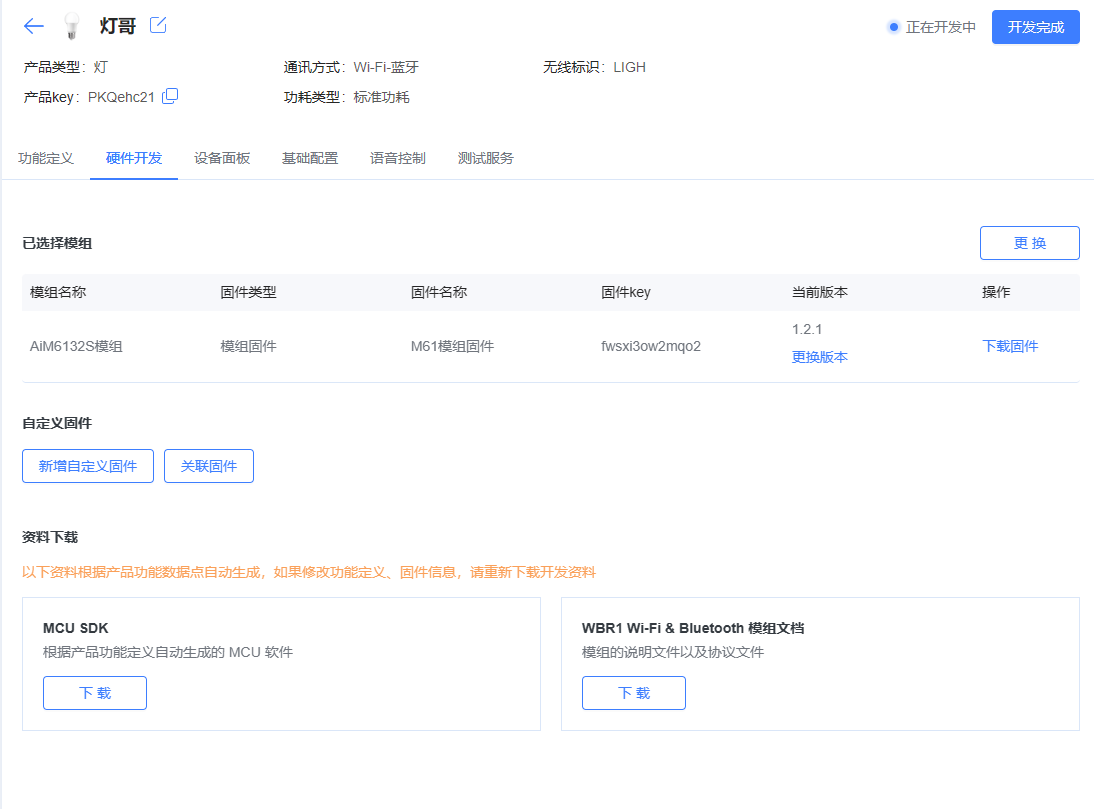 灯哥
正在开发中
开发完成
产品类型：灯
通讯方式：Wi-Fi-蓝牙
无线标识：LIGH
产品key：PKQehc21
功耗类型：标准功耗
功能定义 硬件开发 设备面板 基础配置 语音控制 测试服务
已选择模组
更 换
模组名称 固件类型 固件名称 固件key 当前版本 操作
AiM6132S模组 模组固件 M61模组固件 fwsxi3ow2mqo2 1.2.1 下载固件
更换版本
自定义固件
新增自定义固件 关联固件
资料下载
以下资料根据产品功能数据点自动生成，如果修改功能定义、固件信息，请重新下载开发资料
MCU SDK
根据产品功能定义自动生成的 MCU 软件
下 载
WBR1 Wi-Fi & Bluetooth 模组文档
模组的说明文件以及协议文件
下 载